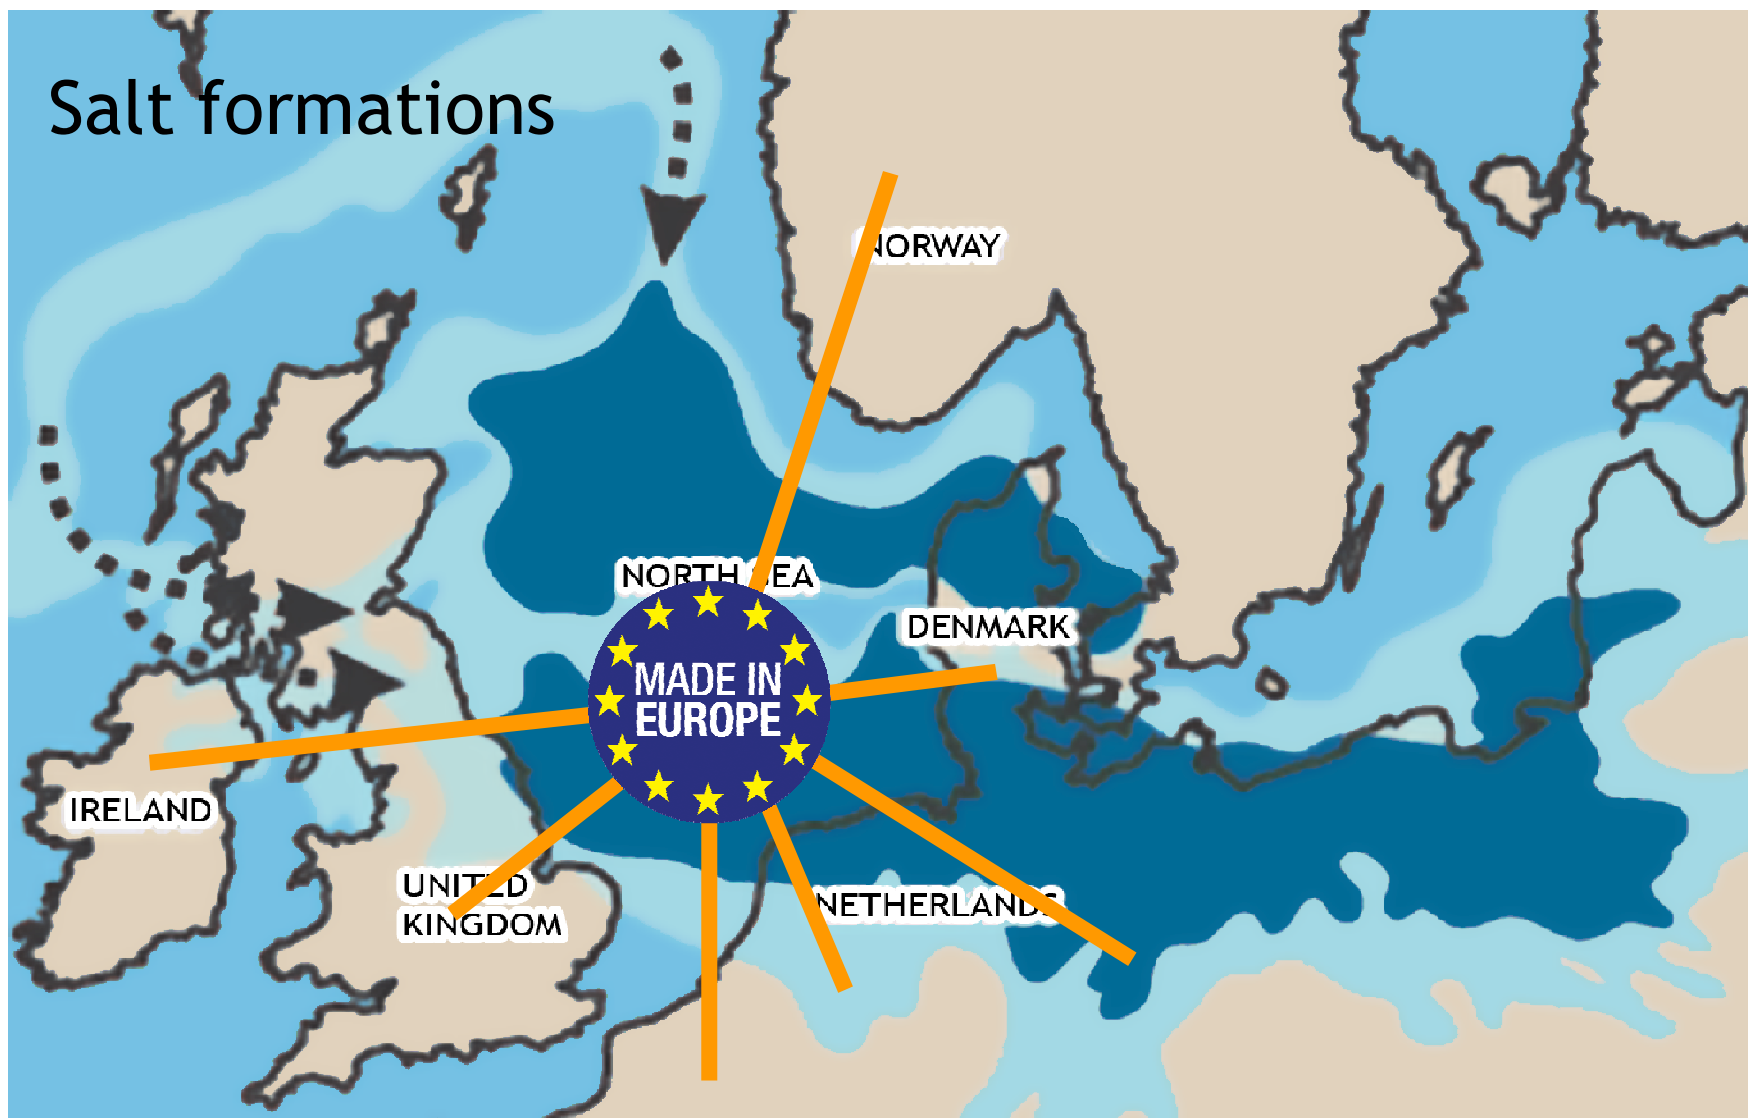 Salt formations
NORWAY
NORTH SEA
DENMARK
MADE IN
EUROPE
IRELAND
UNITED
KINGDOM
NETHERLANDS